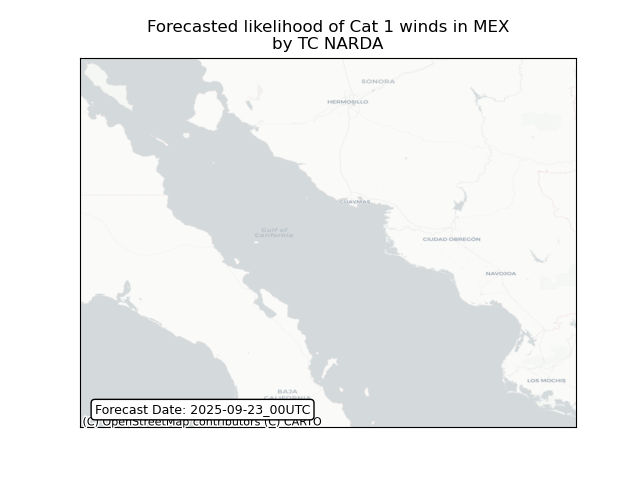 Forecasted likelihood of Cat 1 winds in MEX
by TC NARDA
SONORA
HERMOSILLO
GUAYMAS
Gulf of
California
CIUDAD OBREGÓN
NAVOJOA
LOS MOCHIS
BAJA
CALIFORNIA
Forecast Date: 2025-09-23_00UTC
(C) OpenStreetMap contributors (C) CARTO